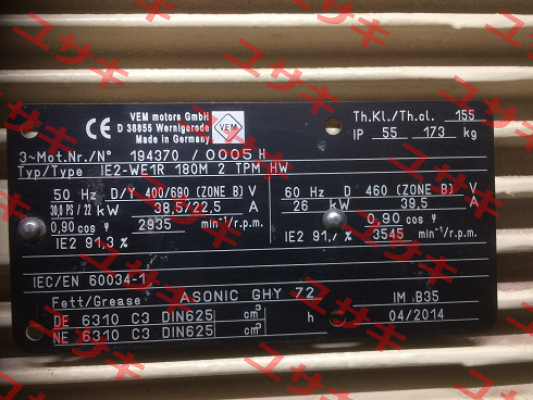 VEM motors GmbH
D 38855 Wernigerode
Made in Germany
VEM
CE
Th.Kl./Th.cl. 155
IP 55 173 kg
3~Mot.Nr./N° 194370 / 0005 H
Typ/Type IE2-WE1R 180M 2 TPM HW
50 Hz D/Y 400/690 (ZONE B) V
30,0 PS / 22 kW 38,5/22,5 A
0,90 cos φ 2935 min⁻¹/r.p.m.
IE2 91,3 %
60 Hz D 460 (ZONE B) V
26 kW 39,5 A
0,90 cos φ
IE2 91,7 % 3545 min⁻¹/r.p.m.
IEC/EN 60034-1
Fett/Grease: ASONIC GHY 72
DE 6310 C3 DIN625 cm³
NE 6310 C3 DIN625 cm³ h
IM B35
04/2014
ユサキ